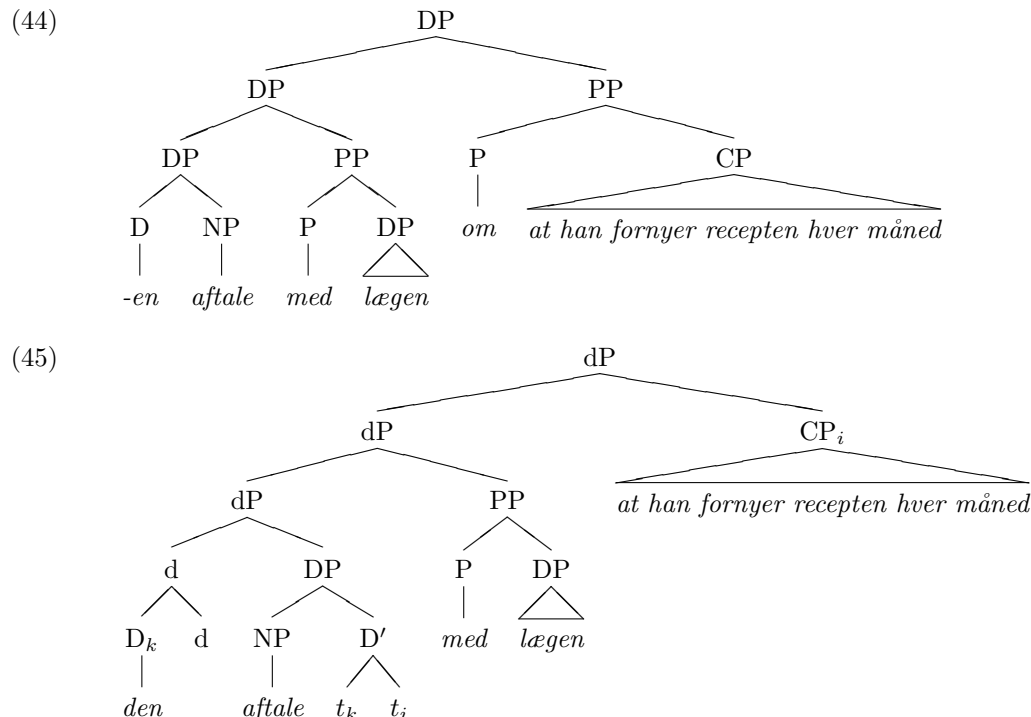 (44) DP
DP PP
DP PP P CP
D NP P DP om at han fornyer recepten hver måned
-en aftale med lægen
(45) dP
dP CPi
dP PP at han fornyer recepten hver måned
d DP P DP
Dk d NP D′ med lægen
den aftale tk ti